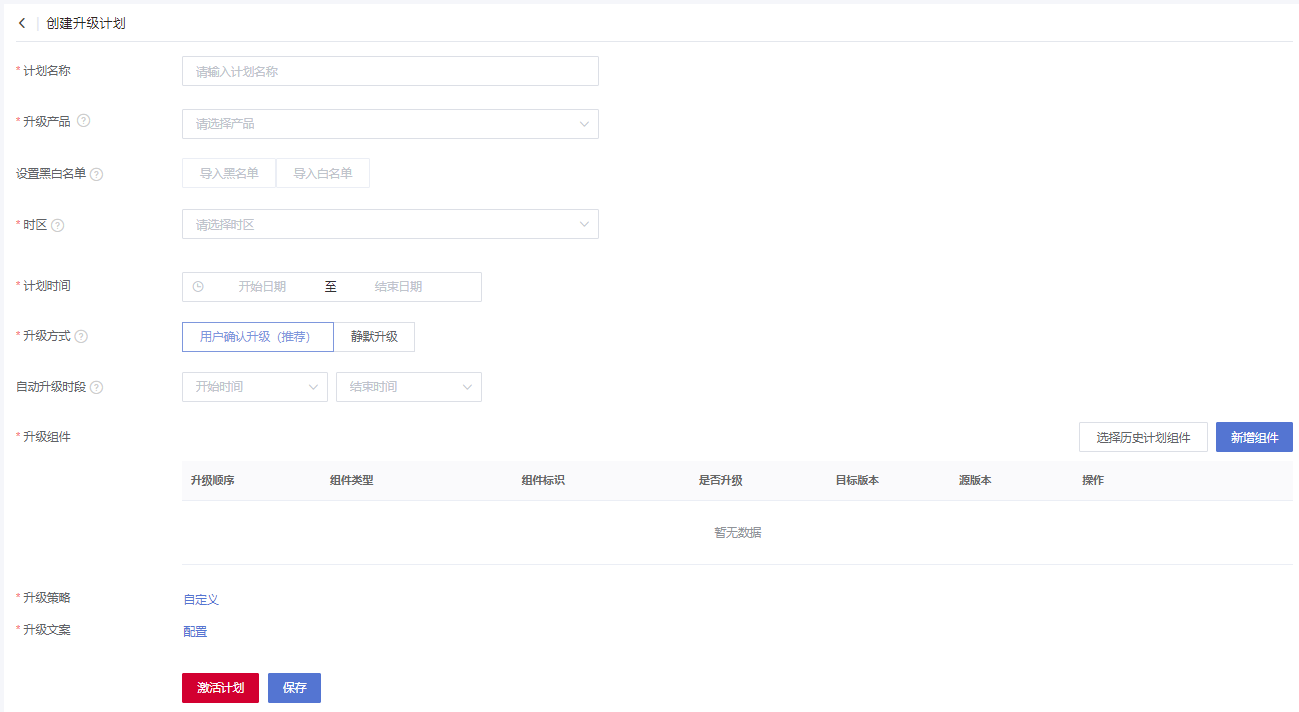 创建升级计划
* 计划名称 请输入计划名称
* 升级产品 ? 请选择产品
设置黑白名单 ? 导入黑名单 导入白名单
* 时区 ? 请选择时区
* 计划时间 开始日期 至 结束日期
* 升级方式 ? 用户确认升级（推荐） 静默升级
自动升级时段 ? 开始时间 结束时间
* 升级组件 选择历史计划组件 新增组件
升级顺序 组件类型 组件标识 是否升级 目标版本 源版本 操作
暂无数据
* 升级策略 自定义
* 升级文案 配置
激活计划 保存